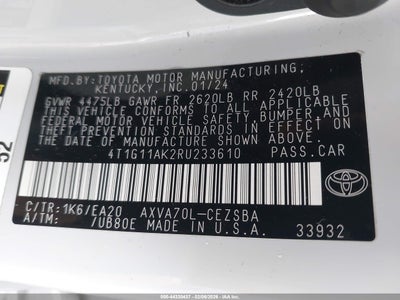 MFD.BY:TOYOTA MOTOR MANUFACTURING,
KENTUCKY,INC.01/24
GVWR 4475LB GAWR FR 2620LB RR 2420LB
THIS VEHICLE CONFORMS TO ALL APPLICABLE
FEDERAL MOTOR VEHICLE SAFETY, BUMPER, AND
THEFT PREVENTION STANDARDS IN EFFECT ON
THE DATE OF MANUFACTURE SHOWN ABOVE.
4T1G11AK2RU233610 PASS.CAR
C/TR:1K6/EA20 AXVA70L-CEZSBA
A/TM: /UB80E MADE IN U.S.A. 33932
TOYOTA
52